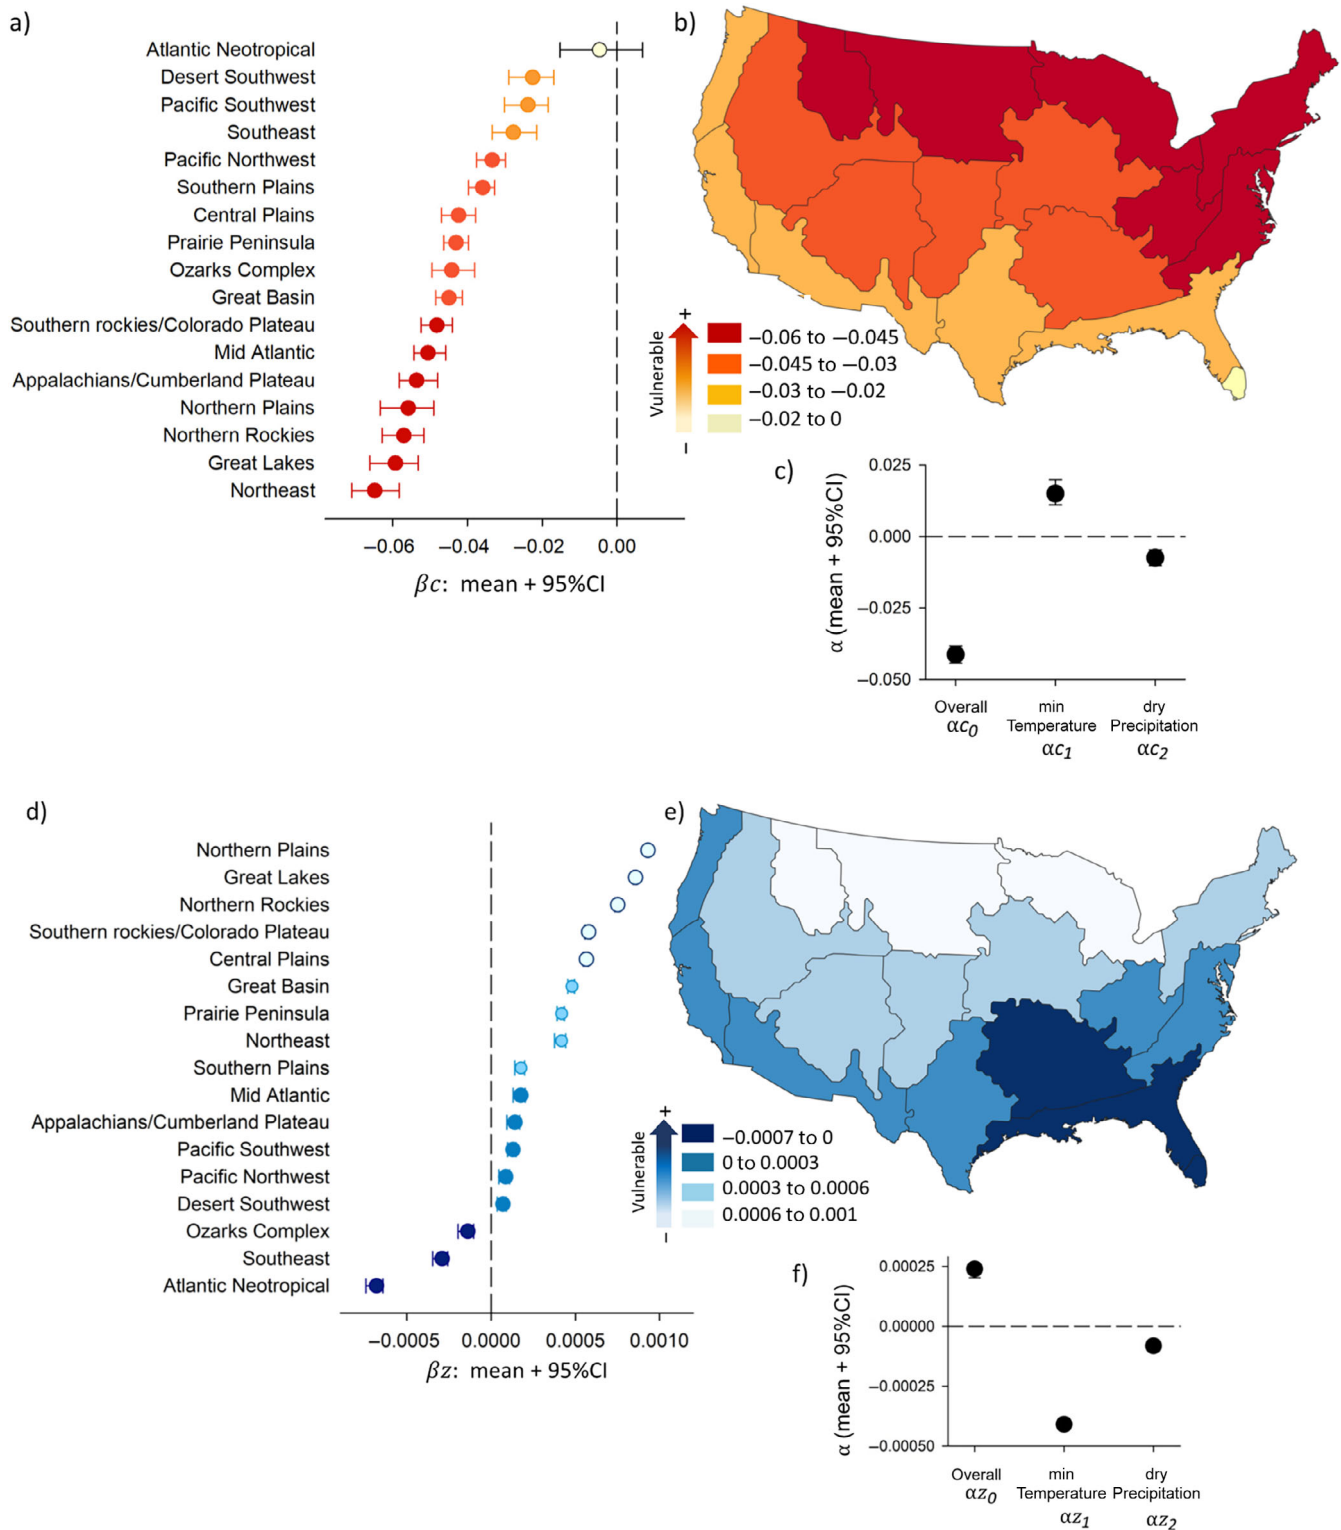 a)
Atlantic Neotropical
Desert Southwest
Pacific Southwest
Southeast
Pacific Northwest
Southern Plains
Central Plains
Prairie Peninsula
Ozarks Complex
Great Basin
Southern rockies/Colorado Plateau
Mid Atlantic
Appalachians/Cumberland Plateau
Northern Plains
Northern Rockies
Great Lakes
Northeast
−0.06 −0.04 −0.02 0.00
βc: mean + 95%CI
b)
+
Vulnerable
−
−0.06 to −0.045
−0.045 to −0.03
−0.03 to −0.02
−0.02 to 0
c)
α (mean + 95%CI)
0.025
0.000
−0.025
−0.050
Overall min dry
Temperature Precipitation
αc0 αc1 αc2
d)
Northern Plains
Great Lakes
Northern Rockies
Southern rockies/Colorado Plateau
Central Plains
Great Basin
Prairie Peninsula
Northeast
Southern Plains
Mid Atlantic
Appalachians/Cumberland Plateau
Pacific Southwest
Pacific Northwest
Desert Southwest
Ozarks Complex
Southeast
Atlantic Neotropical
−0.0005 0.0000 0.0005 0.0010
βz: mean + 95%CI
e)
+
Vulnerable
−
−0.0007 to 0
0 to 0.0003
0.0003 to 0.0006
0.0006 to 0.001
f)
α (mean + 95%CI)
0.00025
0.00000
−0.00025
−0.00050
Overall min dry
Temperature Precipitation
αz0 αz1 αz2